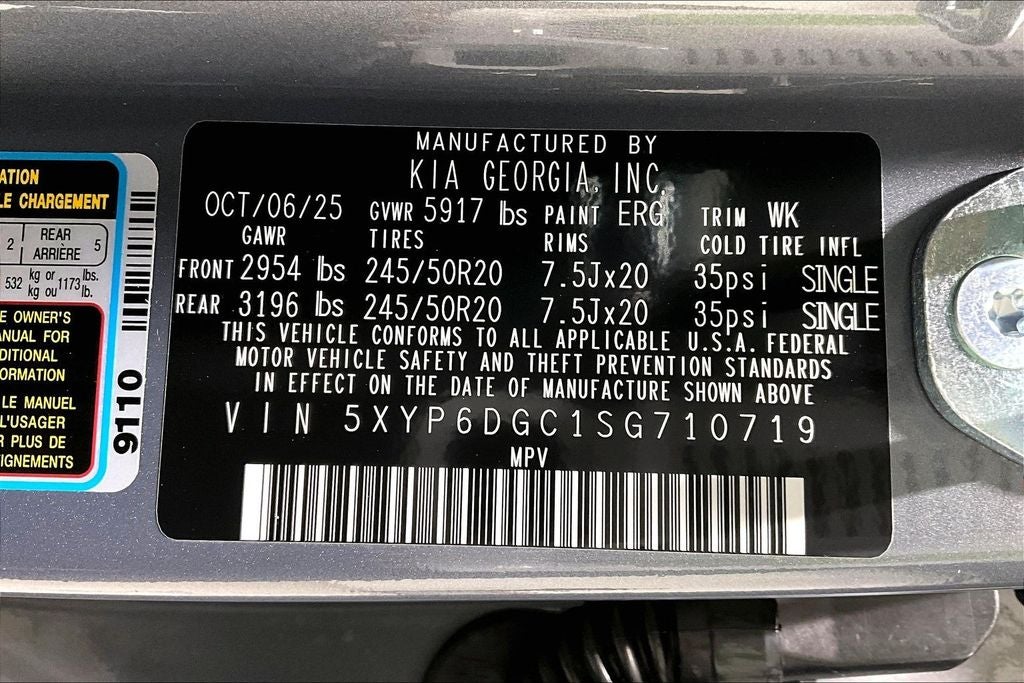 MANUFACTURED BY
KIA GEORGIA, INC.
OCT/06/25 GVWR 5917 lbs PAINT ERG TRIM WK
GAWR TIRES RIMS COLD TIRE INFL
FRONT 2954 lbs 245/50R20 7.5Jx20 35psi SINGLE
REAR 3196 lbs 245/50R20 7.5Jx20 35psi SINGLE
THIS VEHICLE CONFORMS TO ALL APPLICABLE U.S.A. FEDERAL
MOTOR VEHICLE SAFETY AND THEFT PREVENTION STANDARDS
IN EFFECT ON THE DATE OF MANUFACTURE SHOWN ABOVE
VIN 5XYP6DGC1SG710719
MPV
ATION
LE CHARGEMENT
2 REAR ARRIÈRE 5
532 kg or kg ou 1173 lbs. lb.
E OWNER'S
ANUAL FOR
DITIONAL
ORMATION
LE MANUEL
L'USAGER
R PLUS DE
IGNEMENTS
9110